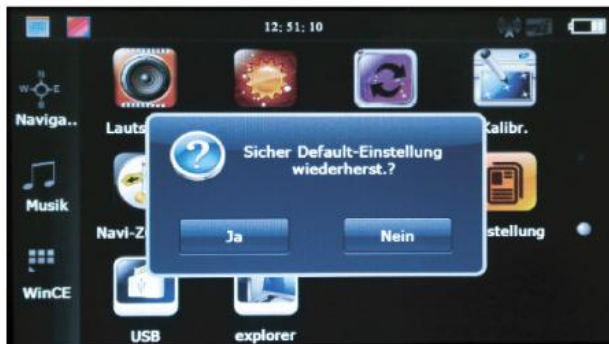 12:51:10
N
W E
Naviga..
Lauts
Kalibr.
Sicher Default-Einstellung
wiederherst.?
Musik
Navi-Z
stellung
Ja
Nein
WinCE
USB
explorer